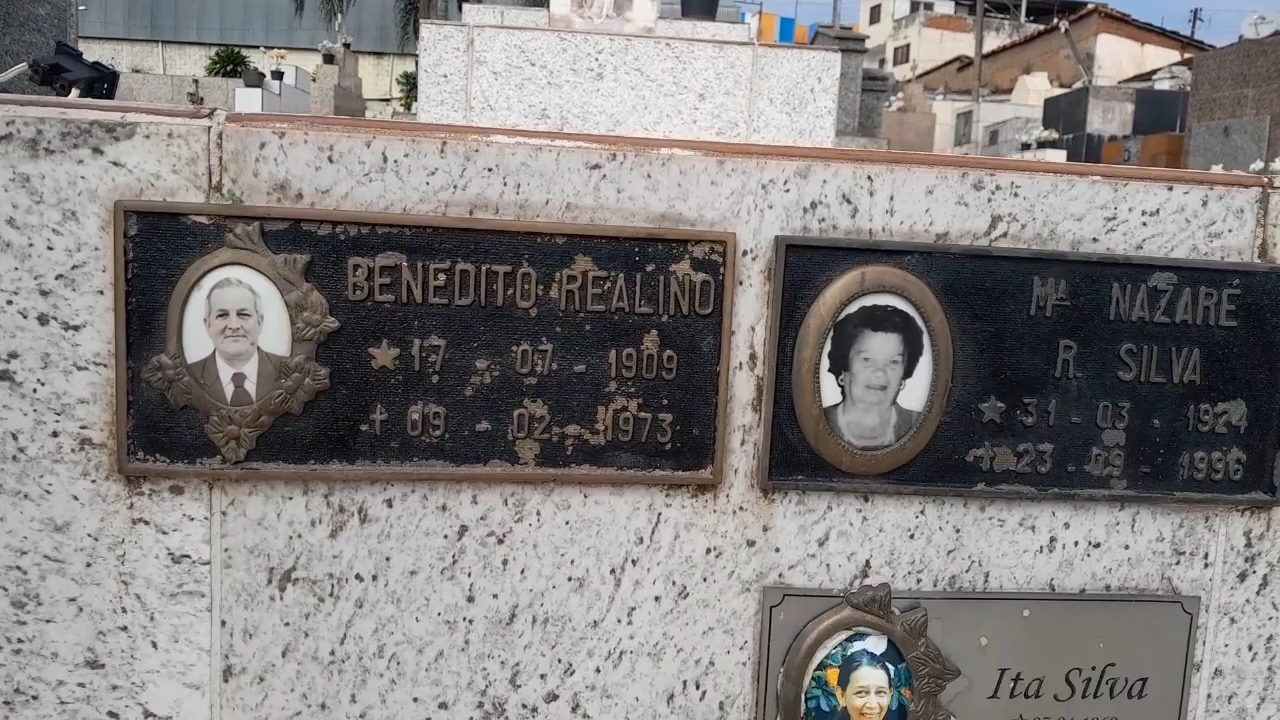 BENEDITO REALINO
★ 17 - 07 - 1909
✝ 09 - 02 - 1973
Mª NAZARÉ
R. SILVA
★ 31 - 03 - 1924
✝ 23 - 09 - 1996
Ita Silva